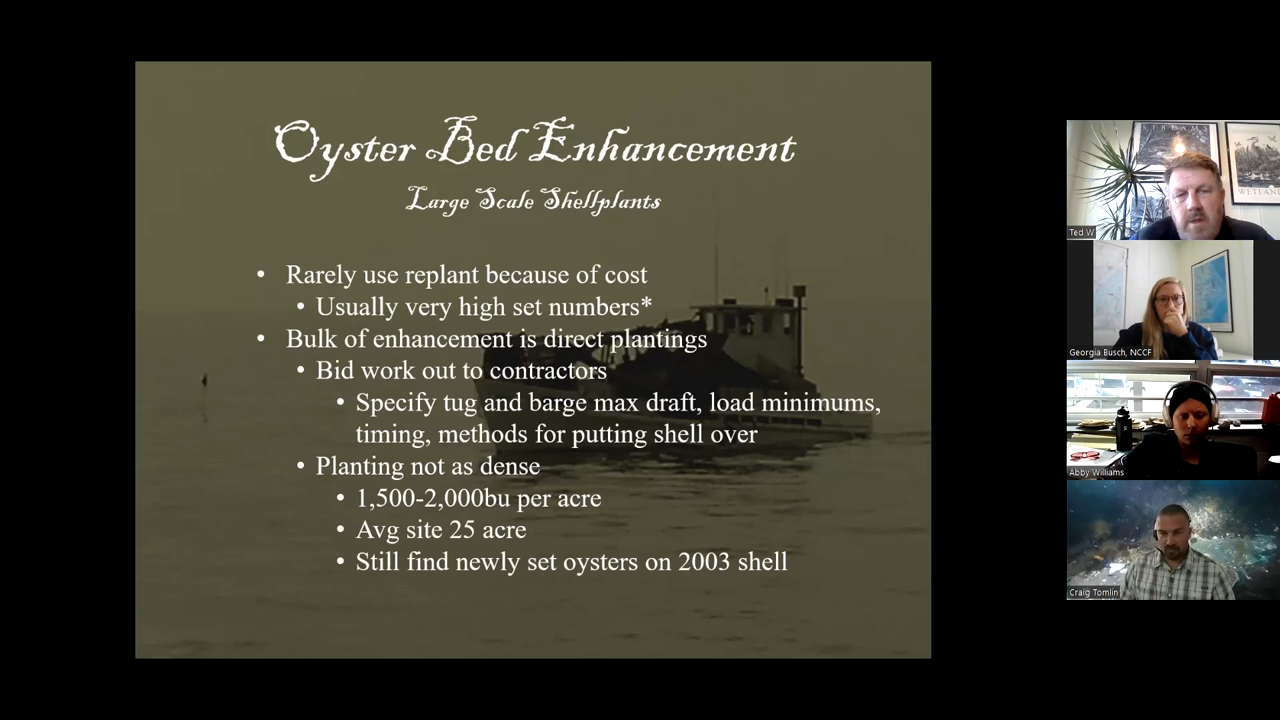 Oyster Bed Enhancement
Large Scale Shellplants
• Rarely use replant because of cost
• Usually very high set numbers*
• Bulk of enhancement is direct plantings
• Bid work out to contractors
• Specify tug and barge max draft, load minimums,
timing, methods for putting shell over
• Planting not as dense
• 1,500-2,000bu per acre
• Avg site 25 acre
• Still find newly set oysters on 2003 shell
Ted W
Georgia Busch, NCCF
Abby Williams
Craig Tomlin